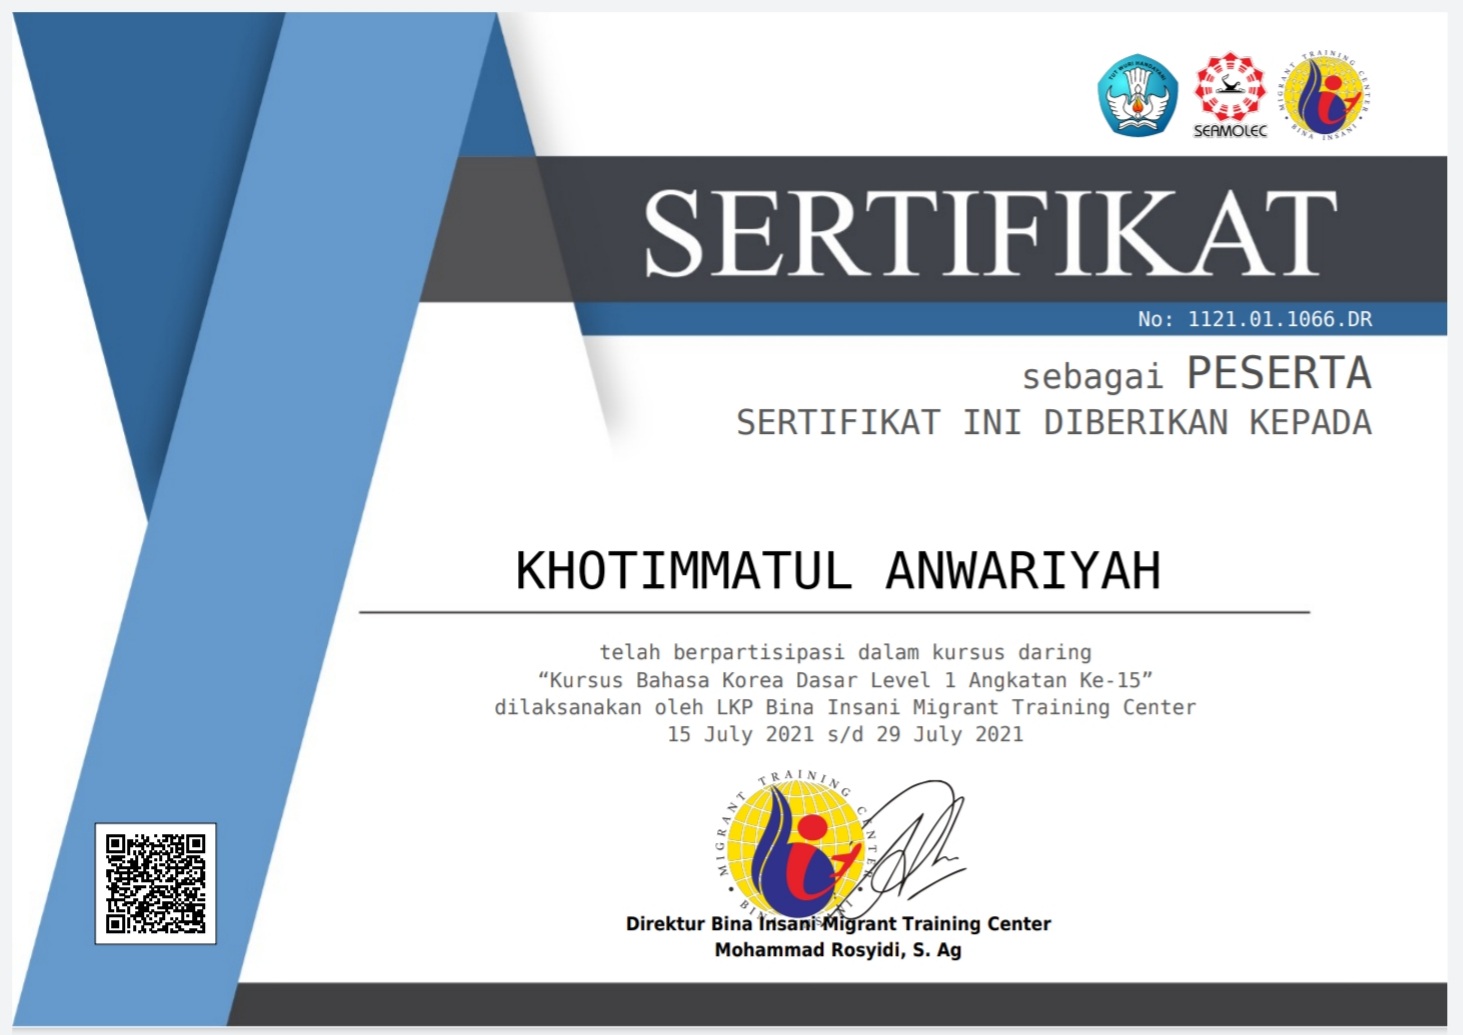 TUT WURI HANDAYANI
SEAMOLEC
MIGRANT TRAINING CENTER
BINA INSANI
SERTIFIKAT
No: 1121.01.1066.DR
sebagai PESERTA
SERTIFIKAT INI DIBERIKAN KEPADA
KHOTIMMATUL ANWARIYAH
telah berpartisipasi dalam kursus daring
“Kursus Bahasa Korea Dasar Level 1 Angkatan Ke-15”
dilaksanakan oleh LKP Bina Insani Migrant Training Center
15 July 2021 s/d 29 July 2021
MIGRANT TRAINING CENTER
BINA INSANI
Direktur Bina Insani Migrant Training Center
Mohammad Rosyidi, S. Ag